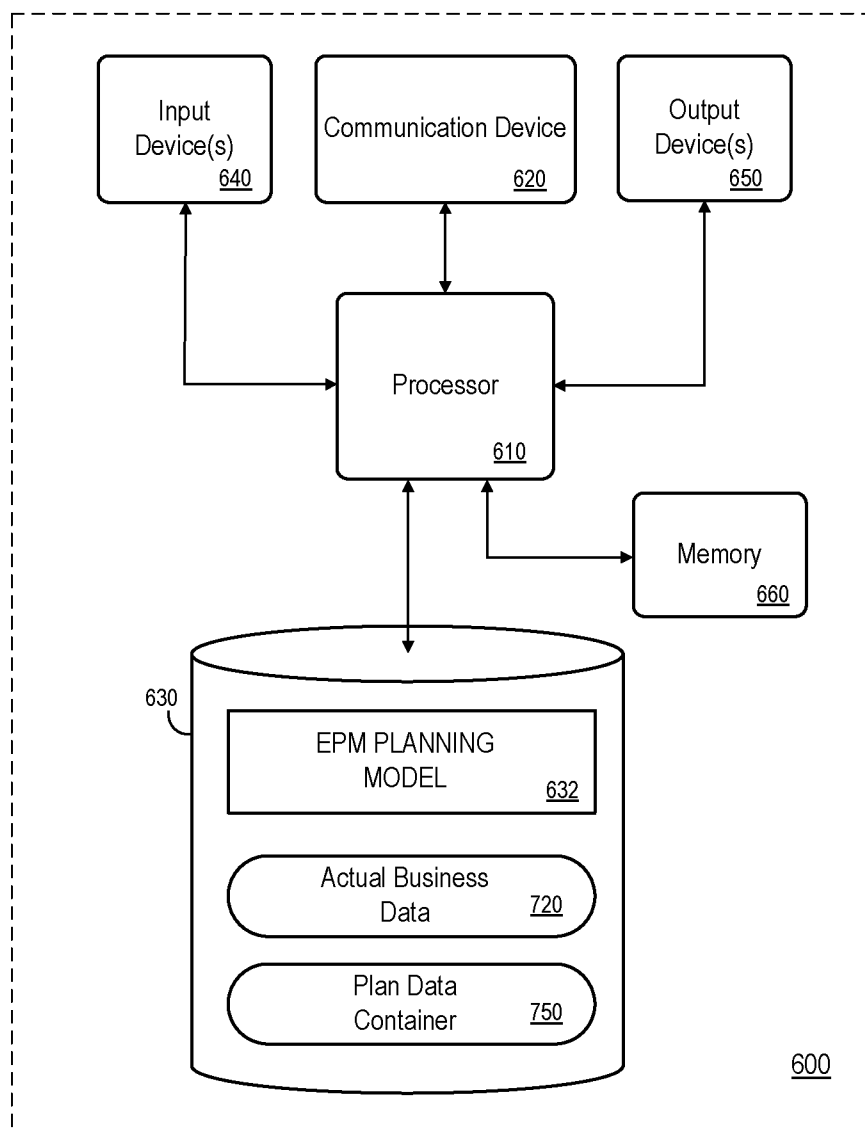 Input
Device(s)
640
Communication Device
620
Output
Device(s)
650
Processor
610
Memory
660
630
EPM PLANNING
MODEL
632
Actual Business
Data
720
Plan Data
Container
750
600